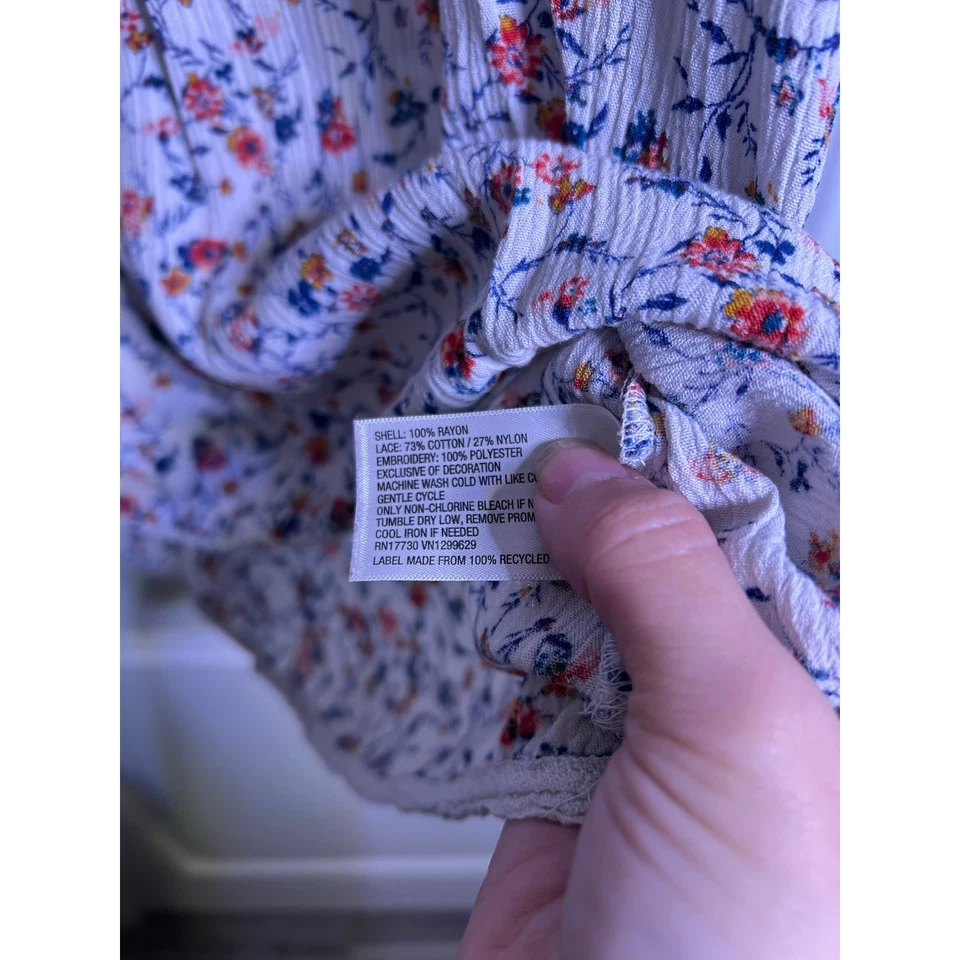 SHELL: 100% RAYON
LACE: 73% COTTON / 27% NYLON
EMBROIDERY: 100% POLYESTER
EXCLUSIVE OF DECORATION
MACHINE WASH COLD WITH LIKE
GENTLE CYCLE
ONLY NON-CHLORINE BLEACH IF
TUMBLE DRY LOW, REMOVE
COOL IRON IF NEEDED
RN17730 VN1299629
LABEL MADE FROM 100% RECYCLED